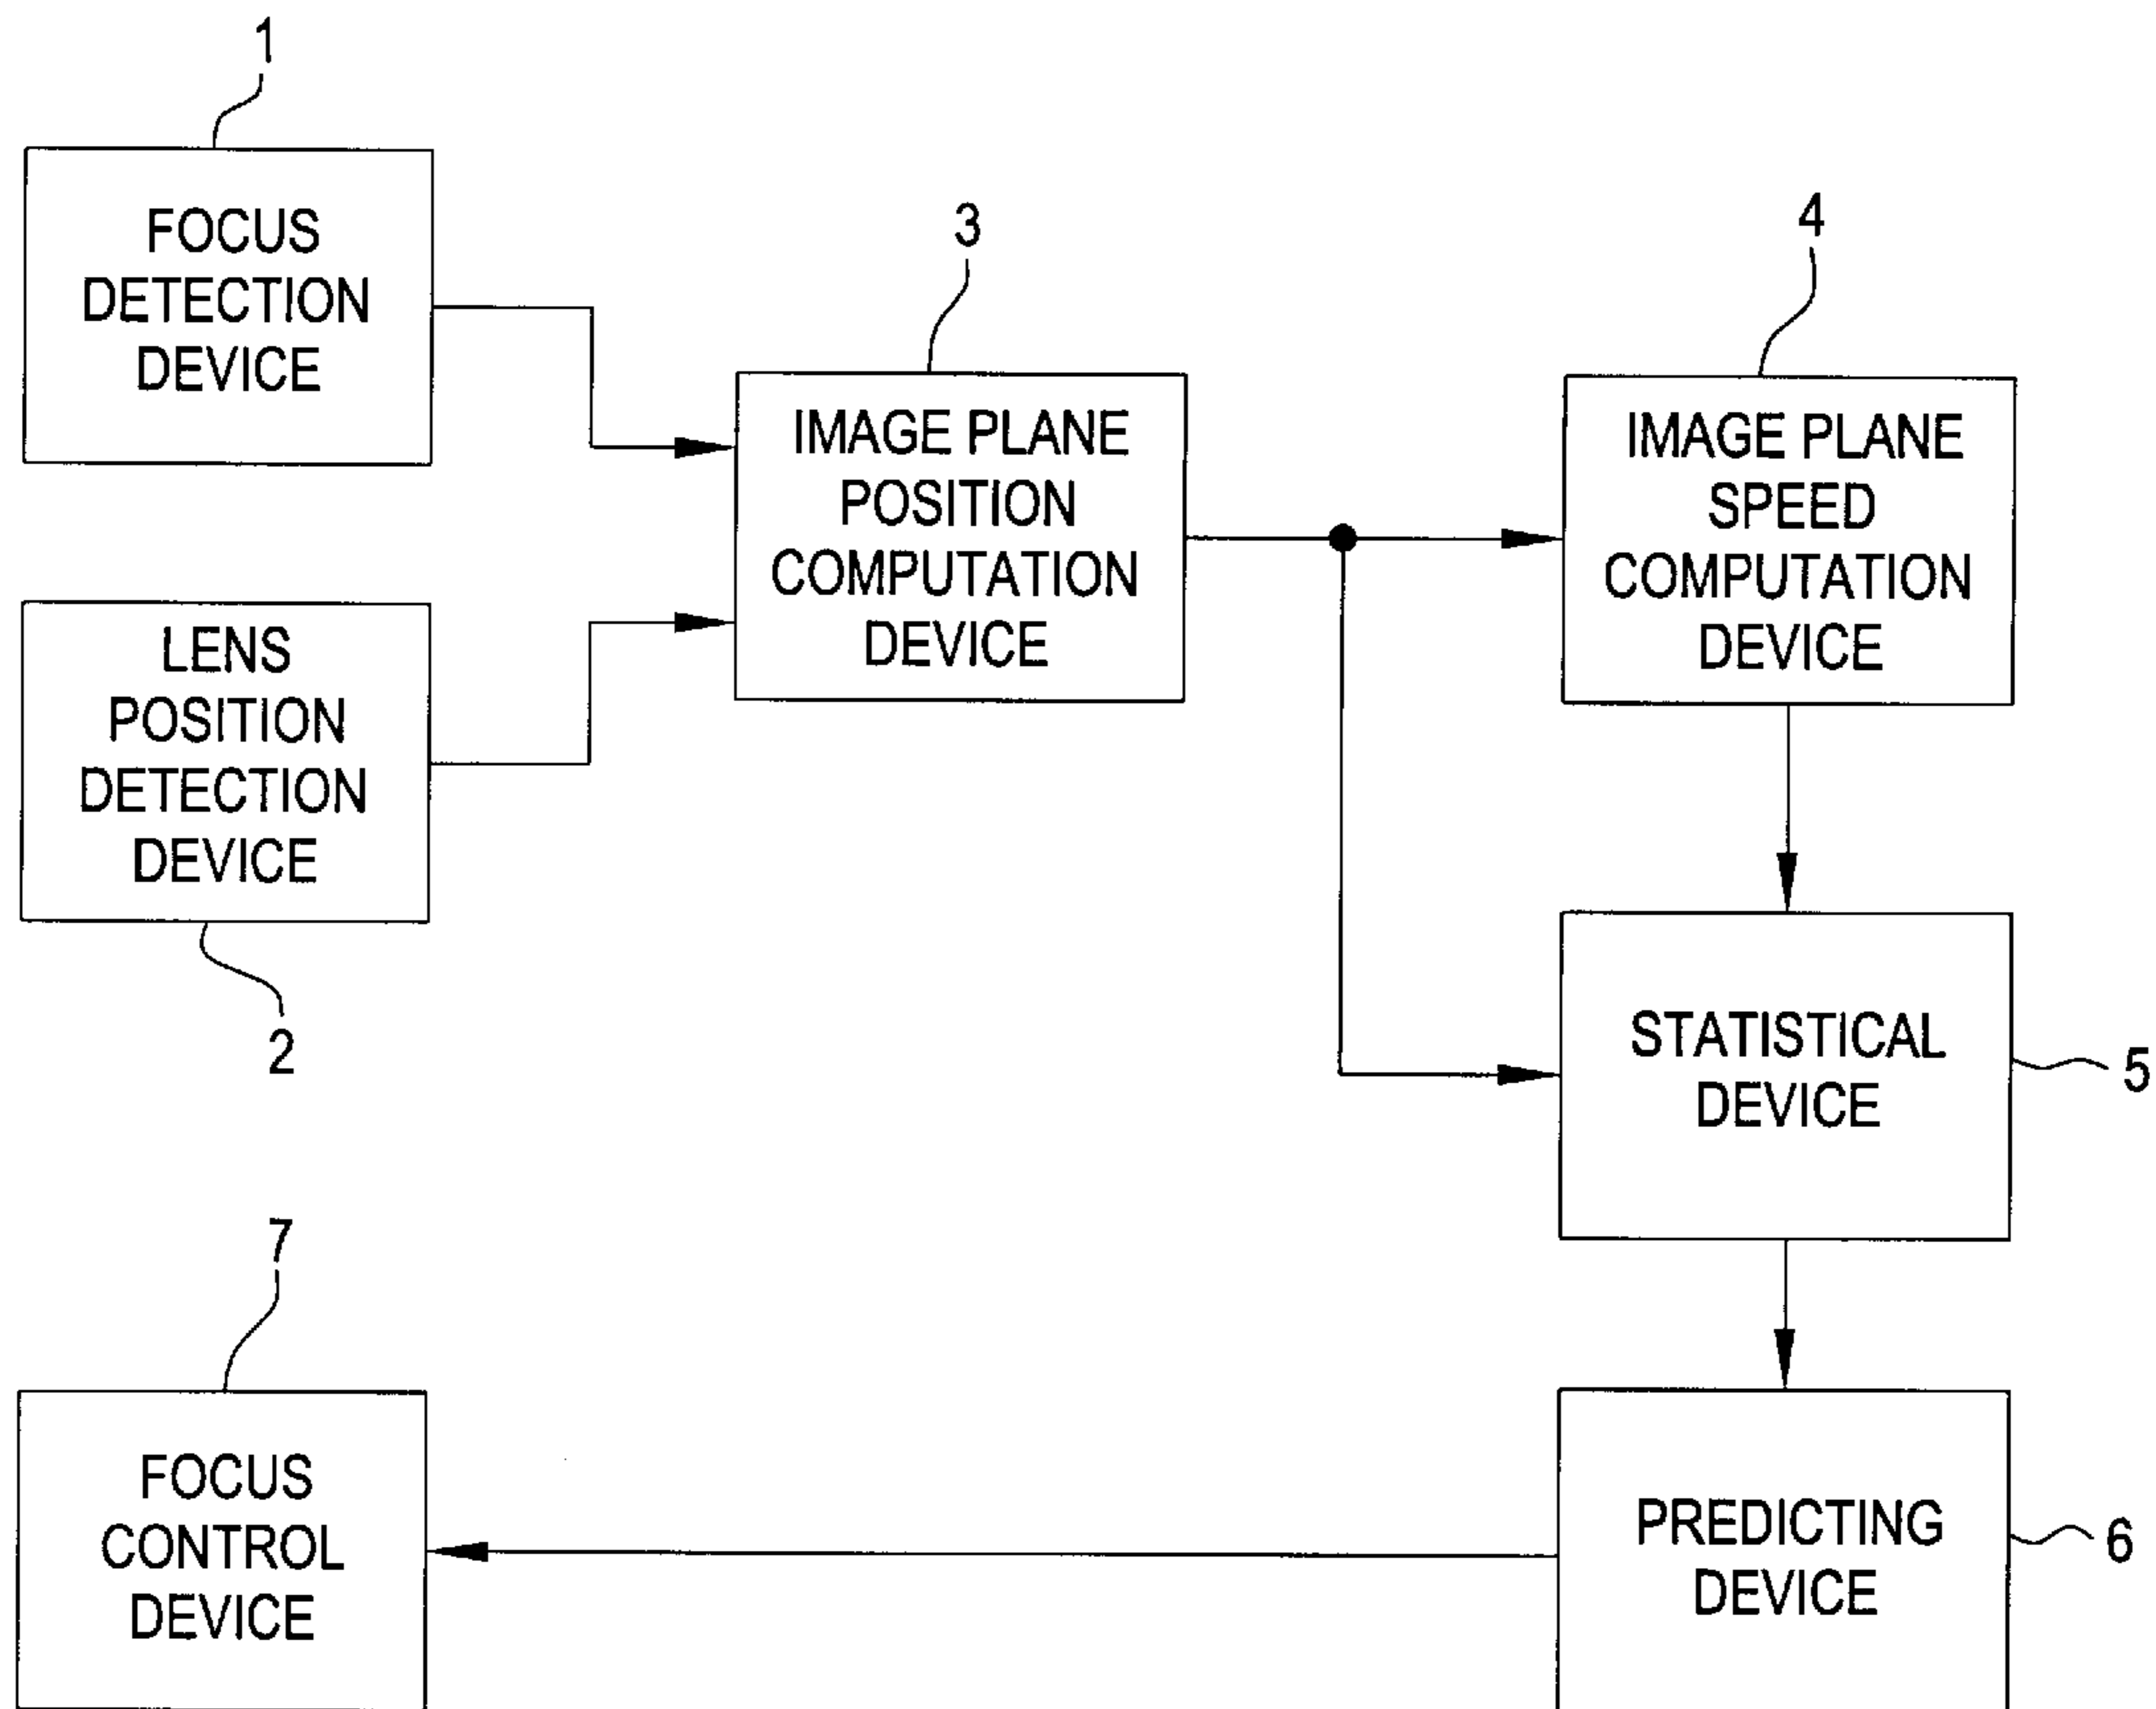 1
FOCUS
DETECTION
DEVICE
LENS
POSITION
DETECTION
DEVICE
2
3
IMAGE PLANE
POSITION
COMPUTATION
DEVICE
4
IMAGE PLANE
SPEED
COMPUTATION
DEVICE
STATISTICAL
DEVICE
5
PREDICTING
DEVICE
6
7
FOCUS
CONTROL
DEVICE